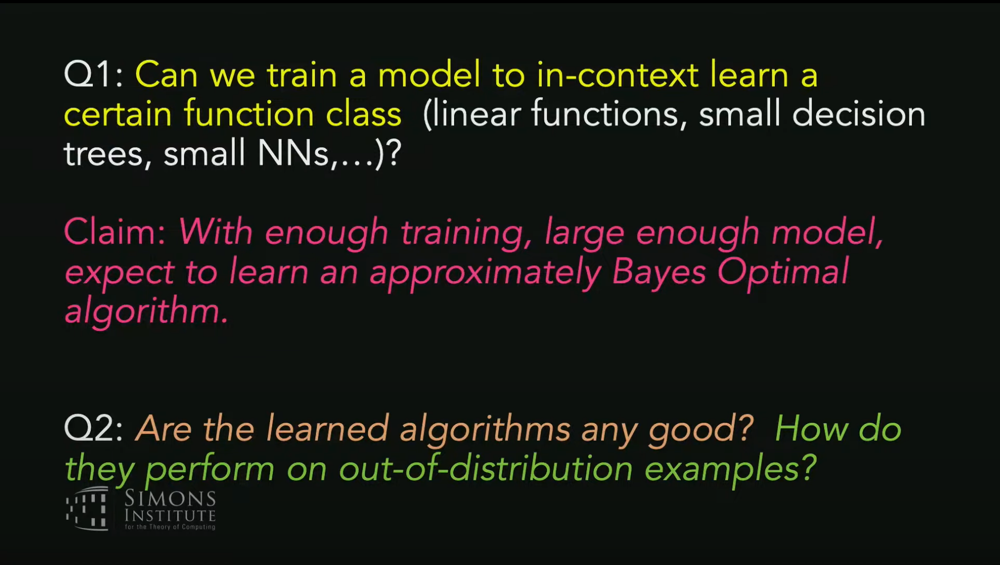 Q1: Can we train a model to in-context learn a
certain function class (linear functions, small decision
trees, small NNs,...)?
Claim: With enough training, large enough model,
expect to learn an approximately Bayes Optimal
algorithm.
Q2: Are the learned algorithms any good? How do
they perform on out-of-distribution examples?
SIMONS
INSTITUTE
for the Theory of Computing